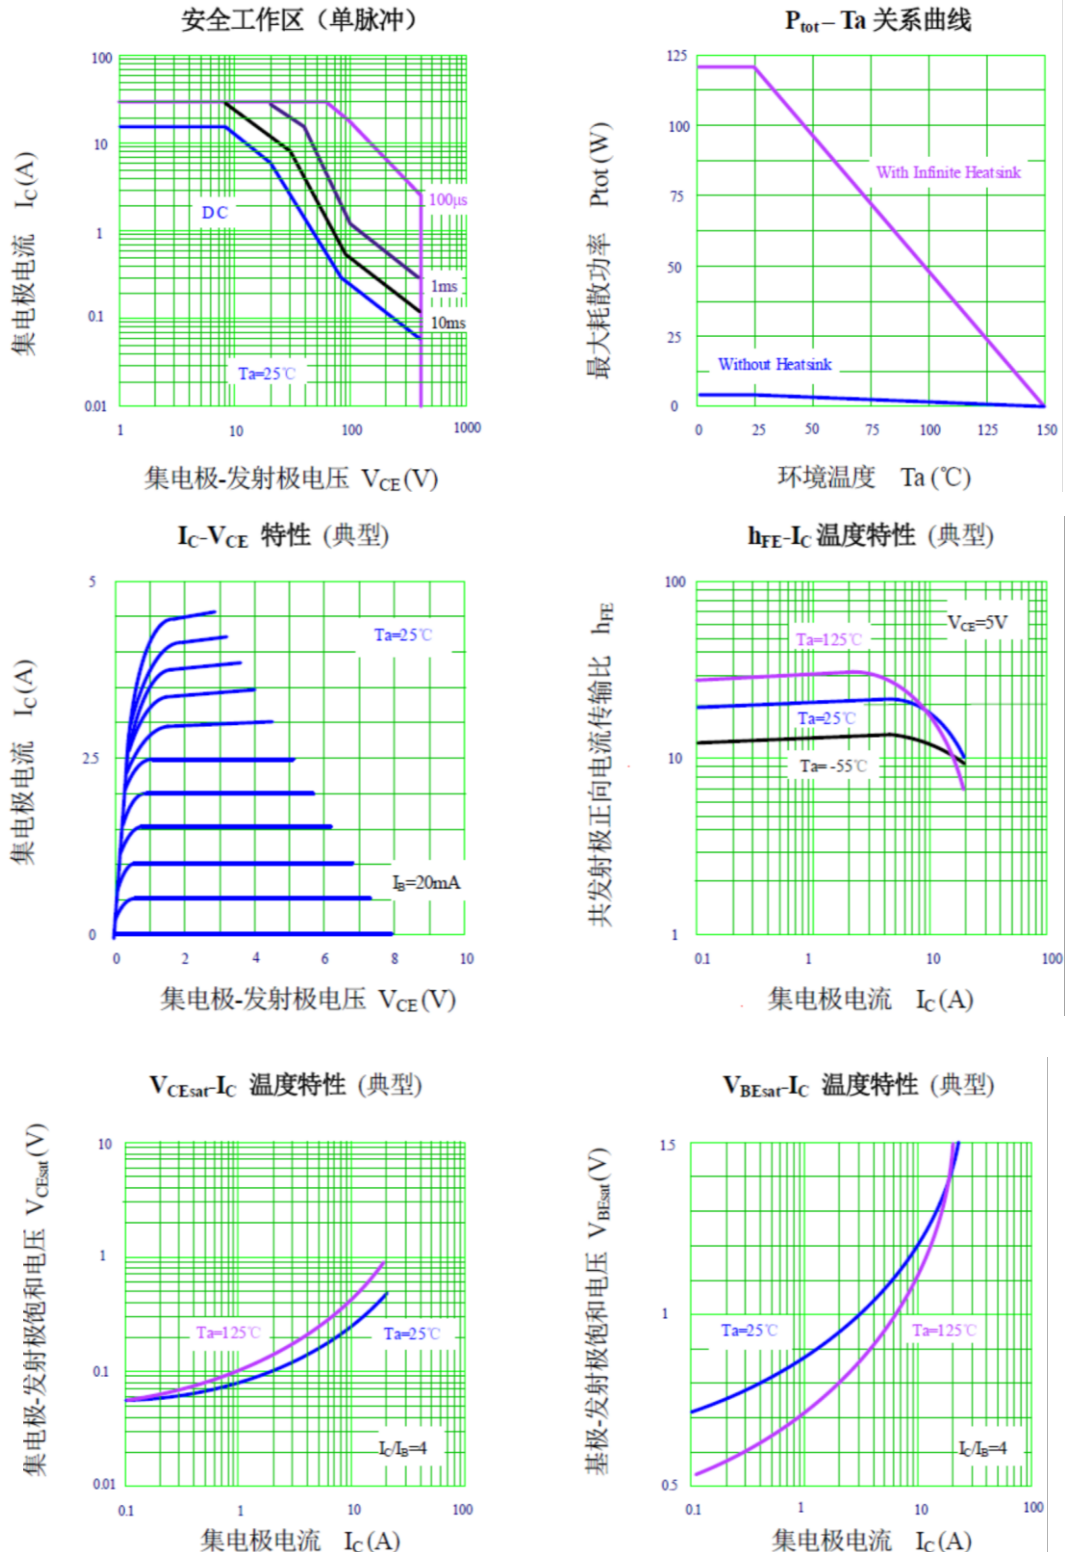 安全工作区（单脉冲）
100
10
1
0.1
0.01
1
10
100
1000
DC
100μs
1ms
10ms
Ta=25℃
集电极电流 IC(A)
集电极-发射极电压 VCE(V)
Ptot – Ta 关系曲线
125
100
75
50
25
0
0
25
50
75
100
125
150
With Infinite Heatsink
Without Heatsink
最大耗散功率 Ptot(W)
环境温度 Ta(℃)
IC-VCE 特性 (典型)
5
25
0
0
2
4
6
8
10
Ta=25℃
IB=20mA
集电极电流 IC(A)
集电极-发射极电压 VCE(V)
hFE-IC 温度特性 (典型)
100
10
1
0.1
1
10
100
VCE=5V
Ta=125℃
Ta=25℃
Ta= -55℃
共发射极正向电流传输比 hFE
集电极电流 IC(A)
VCEsat-IC 温度特性 (典型)
10
1
0.1
0.01
0.1
1
10
100
Ta=125℃
Ta=25℃
IC/IB=4
集电极-发射极饱和电压 VCEsat(V)
集电极电流 IC(A)
VBEsat-IC 温度特性 (典型)
1.5
1
0.5
0.1
1
10
100
Ta=25℃
Ta=125℃
IC/IB=4
基极-发射极饱和电压 VBEsat(V)
集电极电流 IC(A)